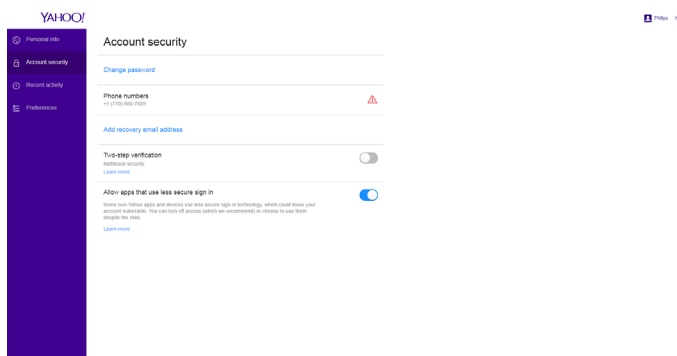 YAHOO!
Philips
Personal info
Account security
Recent activity
Preferences
Account security
Change password
Phone numbers
Add recovery email address
Two-step verification
Additional security.
Learn more
Allow apps that use less secure sign in
Some non-Yahoo apps and devices use less secure sign-in technology, which could leave your
account vulnerable. You can turn off access (which we recommend) or choose to use them
despite the risks.
Learn more